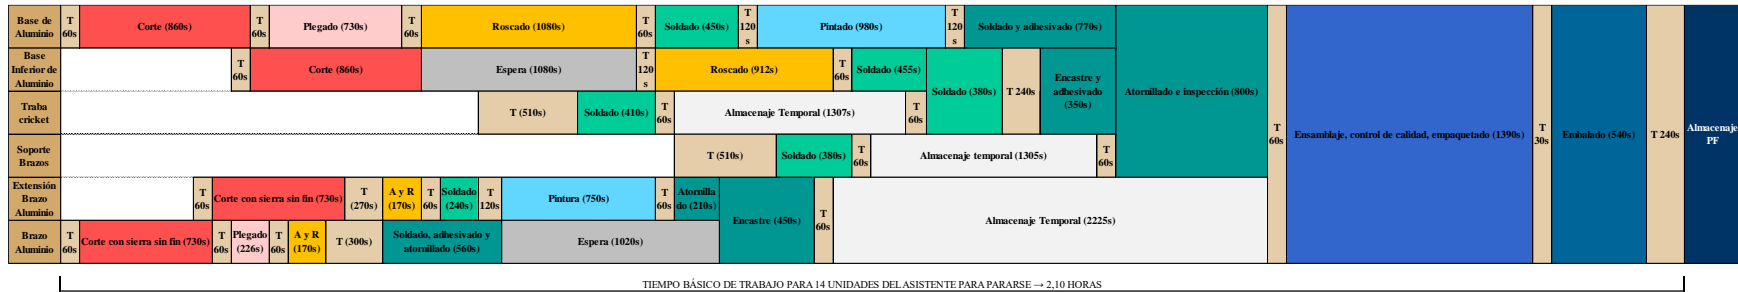 Base de
Aluminio
T
60s
Corte (860s)
T
60s
Plegado (730s)
T
60s
Roscado (1080s)
T
60s
Soldado (450s)
T
120
s
Pintado (980s)
T
120
s
Soldado y adhesivado (770s)
Base
Inferior de
Aluminio
T
60s
Corte (860s)
Espera (1080s)
T
120
s
Roscado (912s)
T
60s
Soldado (455s)
Soldado (380s)
T 240s
Encastre y
adhesivado
(350s)
Traba
cricket
T (510s)
Soldado (410s)
T
60s
Almacenaje Temporal (1307s)
T
60s
Soporte
Brazos
T (510s)
Soldado (380s)
T
60s
Almacenaje temporal (1305s)
T
60s
Atornillado e inspección (800s)
Extensión
Brazo
Aluminio
T
60s
Corte con sierra sin fin (730s)
T
(270s)
A y R
(170s)
T
60s
Soldado
(240s)
T
120s
Pintura (750s)
T
60s
Atornilla
do (210s)
Brazo
Aluminio
T
60s
Corte con sierra sin fin (730s)
T
60s
Plegado
(226s)
T
60s
A y R
(170s)
T (300s)
Soldado, adhesivado y
atornillado (560s)
Espera (1020s)
Encastre (450s)
T
60s
Almacenaje Temporal (2225s)
T
60s
Ensamblaje, control de calidad, empaquetado (1390s)
T
30s
Embalado (540s)
T 240s
Almacenaje
PF
TIEMPO BÁSICO DE TRABAJO PARA 14 UNIDADES DEL ASISTENTE PARA PARARSE → 2,10 HORAS